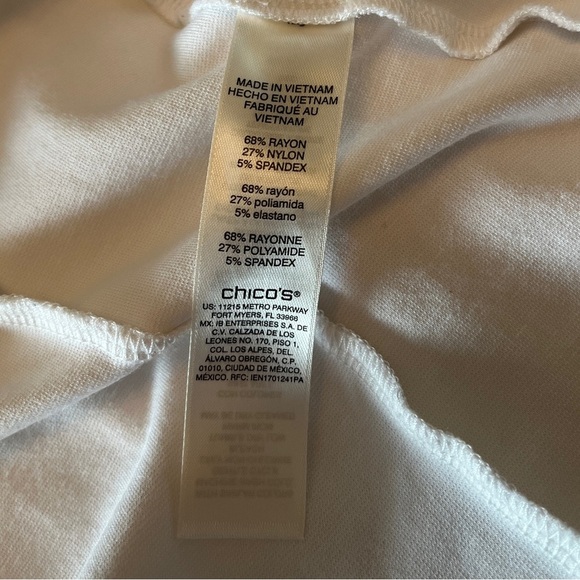 MADE IN VIETNAM
HECHO EN VIETNAM
FABRIQUÉ AU
VIETNAM
68% RAYON
27% NYLON
5% SPANDEX
68% rayón
27% poliamida
5% elastano
68% RAYONNE
27% POLYAMIDE
5% SPANDEX
chico's®
US: 11215 METRO PARKWAY
FORT MYERS, FL 33966
MX: IB ENTERPRISES S.A. DE
C.V. CALZADA DE LOS
LEONES NO. 170, PISO 1,
COL. LOS ALPES, DEL.
ÁLVARO OBREGÓN, C.P.
01010, CIUDAD DE MÉXICO,
MÉXICO. RFC: IEN1701241PA